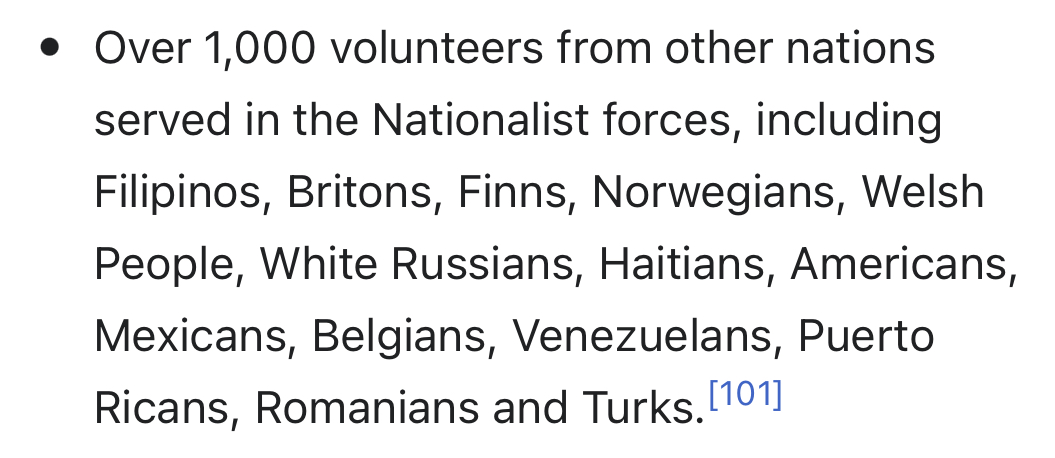 • Over 1,000 volunteers from other nations
served in the Nationalist forces, including
Filipinos, Britons, Finns, Norwegians, Welsh
People, White Russians, Haitians, Americans,
Mexicans, Belgians, Venezuelans, Puerto
Ricans, Romanians and Turks.[101]